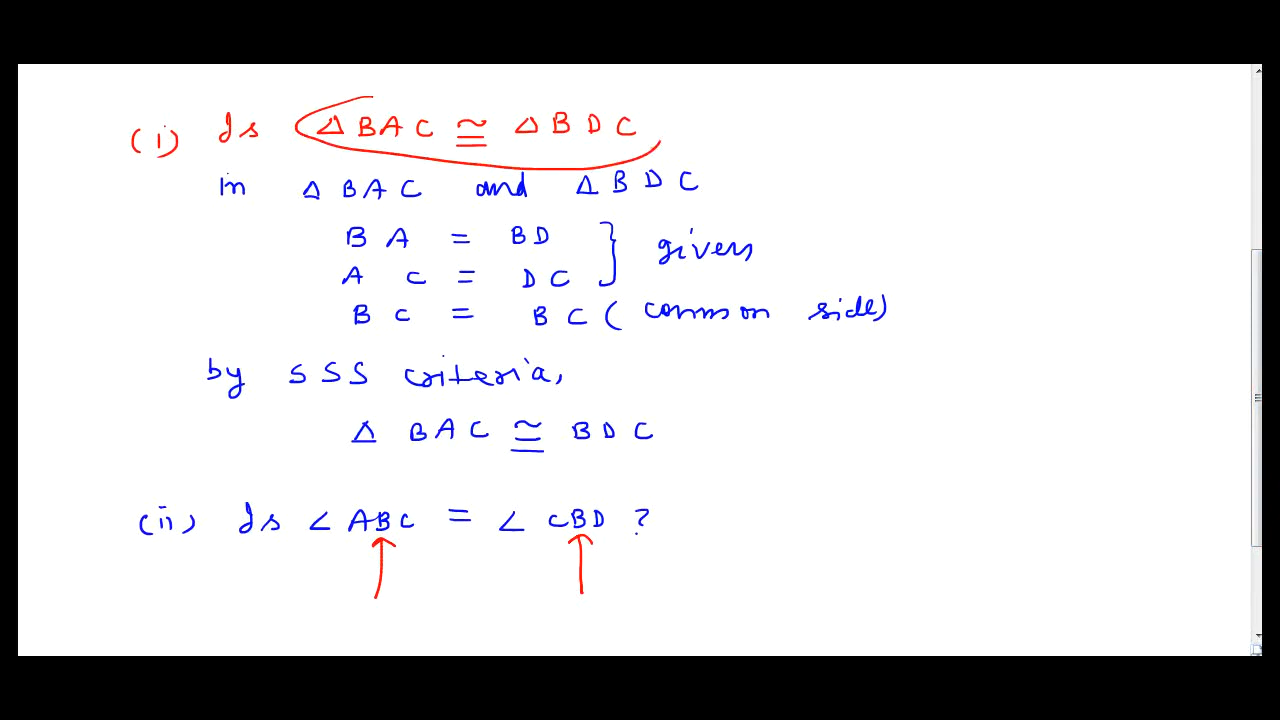 (i) Is △ BAC ≅ △ BDC
In △ BAC and △ BDC
BA = BD } given
AC = DC
BC = BC (common side)
by SSS criteria,
△ BAC ≅ BDC
(ii) Is ∠ ABC = ∠ CBD ?